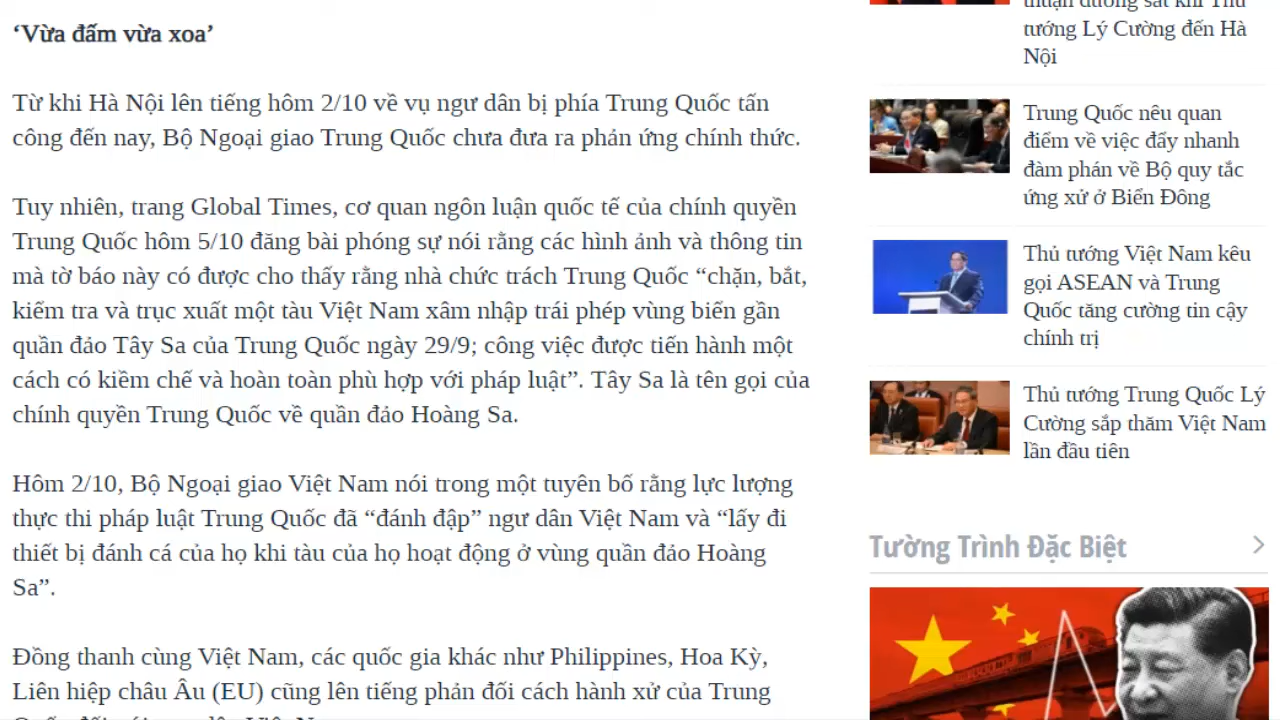 ‘Vừa đấm vừa xoa’
Từ khi Hà Nội lên tiếng hôm 2/10 về vụ ngư dân bị phía Trung Quốc tấn
công đến nay, Bộ Ngoại giao Trung Quốc chưa đưa ra phản ứng chính thức.
Tuy nhiên, trang Global Times, cơ quan ngôn luận quốc tế của chính quyền
Trung Quốc hôm 5/10 đăng bài phóng sự nói rằng các hình ảnh và thông tin
mà tờ báo này có được cho thấy rằng nhà chức trách Trung Quốc “chặn, bắt,
kiểm tra và trục xuất một tàu Việt Nam xâm nhập trái phép vùng biển gần
quần đảo Tây Sa của Trung Quốc ngày 29/9; công việc được tiến hành một
cách có kiềm chế và hoàn toàn phù hợp với pháp luật”. Tây Sa là tên gọi của
chính quyền Trung Quốc về quần đảo Hoàng Sa.
Hôm 2/10, Bộ Ngoại giao Việt Nam nói trong một tuyên bố rằng lực lượng
thực thi pháp luật Trung Quốc đã “đánh đập” ngư dân Việt Nam và “lấy đi
thiết bị đánh cá của họ khi tàu của họ hoạt động ở vùng quần đảo Hoàng
Sa”.
Đồng thanh cùng Việt Nam, các quốc gia khác như Philippines, Hoa Kỳ,
Liên hiệp châu Âu (EU) cũng lên tiếng phản đối cách hành xử của Trung
thuận đường sắt khi Thủ
tướng Lý Cường đến Hà
Nội
Trung Quốc nêu quan
điểm về việc đẩy nhanh
đàm phán về Bộ quy tắc
ứng xử ở Biển Đông
Thủ tướng Việt Nam kêu
gọi ASEAN và Trung
Quốc tăng cường tin cậy
chính trị
Thủ tướng Trung Quốc Lý
Cường sắp thăm Việt Nam
lần đầu tiên
Tường Trình Đặc Biệt